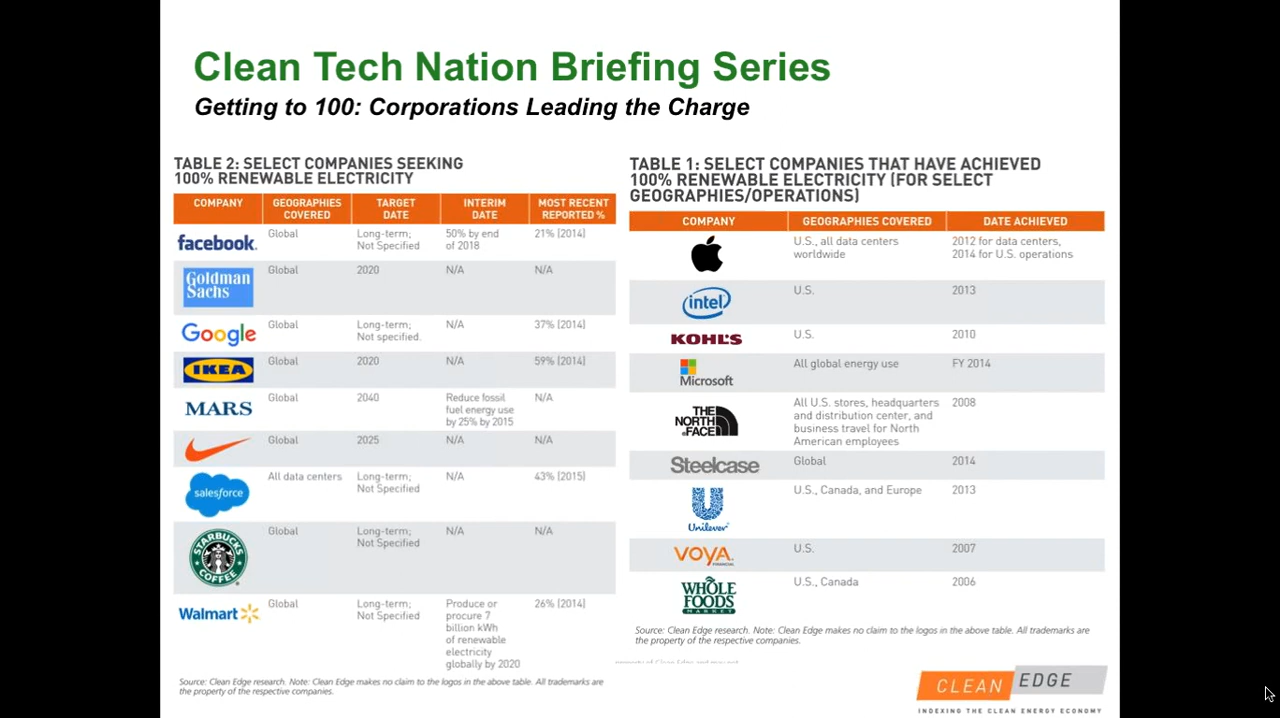 Clean Tech Nation Briefing Series
Getting to 100: Corporations Leading the Charge
TABLE 2: SELECT COMPANIES SEEKING
100% RENEWABLE ELECTRICITY
COMPANY GEOGRAPHIES COVERED TARGET DATE INTERIM DATE MOST RECENT REPORTED %
facebook. Global Long-term; Not Specified 50% by end of 2018 21% (2014)
Goldman Sachs Global 2020 N/A N/A
Google Global Long-term; Not specified. N/A 37% (2014)
IKEA Global 2020 N/A 59% (2014)
MARS Global 2040 Reduce fossil fuel energy use by 25% by 2015 N/A
Global 2025 N/A N/A
salesforce All data centers Long-term; Not Specified N/A 43% (2015)
STARBUCKS COFFEE Global Long-term; Not Specified N/A N/A
Walmart Global Long-term; Not Specified Produce or procure 7 billion kWh of renewable electricity globally by 2020 26% (2014)
Source: Clean Edge research. Note: Clean Edge makes no claim to the logos in the above table. All trademarks are
the property of the respective companies.
TABLE 1: SELECT COMPANIES THAT HAVE ACHIEVED
100% RENEWABLE ELECTRICITY (FOR SELECT
GEOGRAPHIES/OPERATIONS)
COMPANY GEOGRAPHIES COVERED DATE ACHIEVED
U.S., all data centers worldwide 2012 for data centers, 2014 for U.S. operations
intel U.S. 2013
KOHL'S U.S. 2010
Microsoft All global energy use FY 2014
THE NORTH FACE All U.S. stores, headquarters and distribution center, and business travel for North American employees 2008
Steelcase Global 2014
Unilever U.S., Canada, and Europe 2013
VOYA FINANCIAL U.S. 2007
WHOLE FOODS MARKET U.S., Canada 2006
Source: Clean Edge research. Note: Clean Edge makes no claim to the logos in the above table. All trademarks are
the property of the respective companies.
CLEAN EDGE
INDEXING THE CLEAN ENERGY ECONOMY